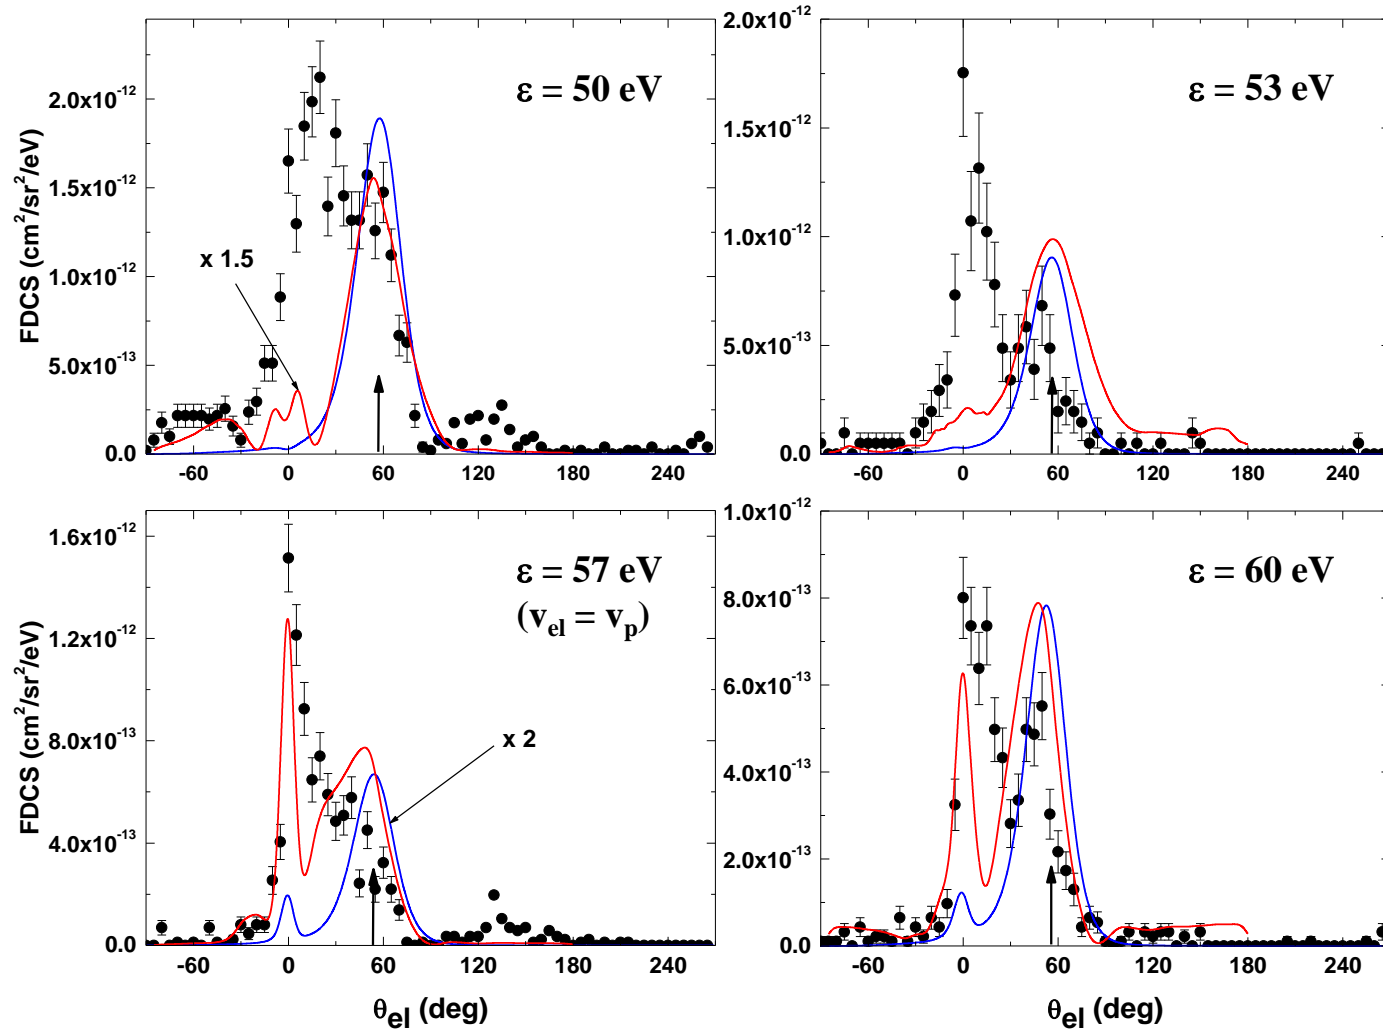 FDCS (cm²/sr²/eV)
2.0x10⁻¹²
1.5x10⁻¹²
1.0x10⁻¹²
5.0x10⁻¹³
0.0
ε = 50 eV
x 1.5
-60 0 60 120 180 240
2.0x10⁻¹²
1.5x10⁻¹²
1.0x10⁻¹²
5.0x10⁻¹³
0.0
ε = 53 eV
-60 0 60 120 180 240
FDCS (cm²/sr²/eV)
1.6x10⁻¹²
1.2x10⁻¹²
8.0x10⁻¹³
4.0x10⁻¹³
0.0
ε = 57 eV
(v_el = v_p)
x 2
-60 0 60 120 180 240
θ_el (deg)
1.0x10⁻¹²
8.0x10⁻¹³
6.0x10⁻¹³
4.0x10⁻¹³
2.0x10⁻¹³
0.0
ε = 60 eV
-60 0 60 120 180 240
θ_el (deg)